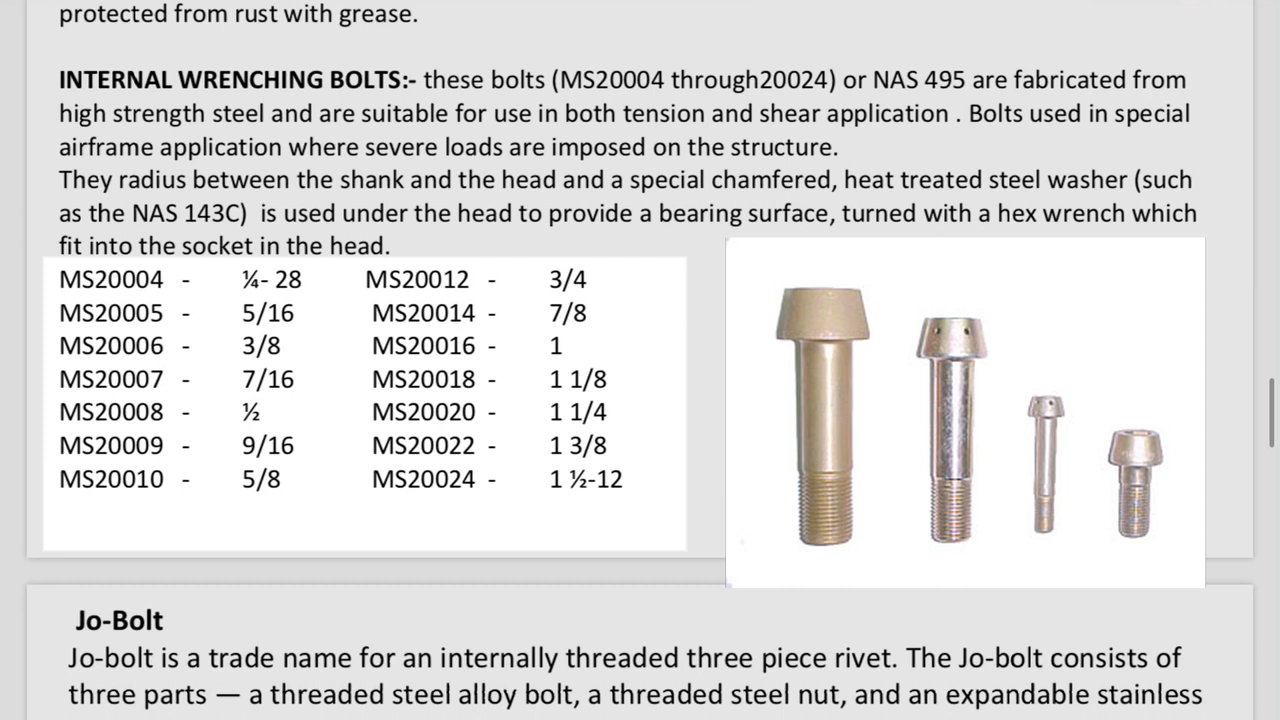 protected from rust with grease.
INTERNAL WRENCHING BOLTS:- these bolts (MS20004 through20024) or NAS 495 are fabricated from
high strength steel and are suitable for use in both tension and shear application . Bolts used in special
airframe application where severe loads are imposed on the structure.
They radius between the shank and the head and a special chamfered, heat treated steel washer (such
as the NAS 143C) is used under the head to provide a bearing surface, turned with a hex wrench which
fit into the socket in the head.
MS20004 - ¼- 28 MS20012 - 3/4
MS20005 - 5/16 MS20014 - 7/8
MS20006 - 3/8 MS20016 - 1
MS20007 - 7/16 MS20018 - 1 1/8
MS20008 - ½ MS20020 - 1 1/4
MS20009 - 9/16 MS20022 - 1 3/8
MS20010 - 5/8 MS20024 - 1 ½-12
Jo-Bolt
Jo-bolt is a trade name for an internally threaded three piece rivet. The Jo-bolt consists of
three parts — a threaded steel alloy bolt, a threaded steel nut, and an expandable stainless